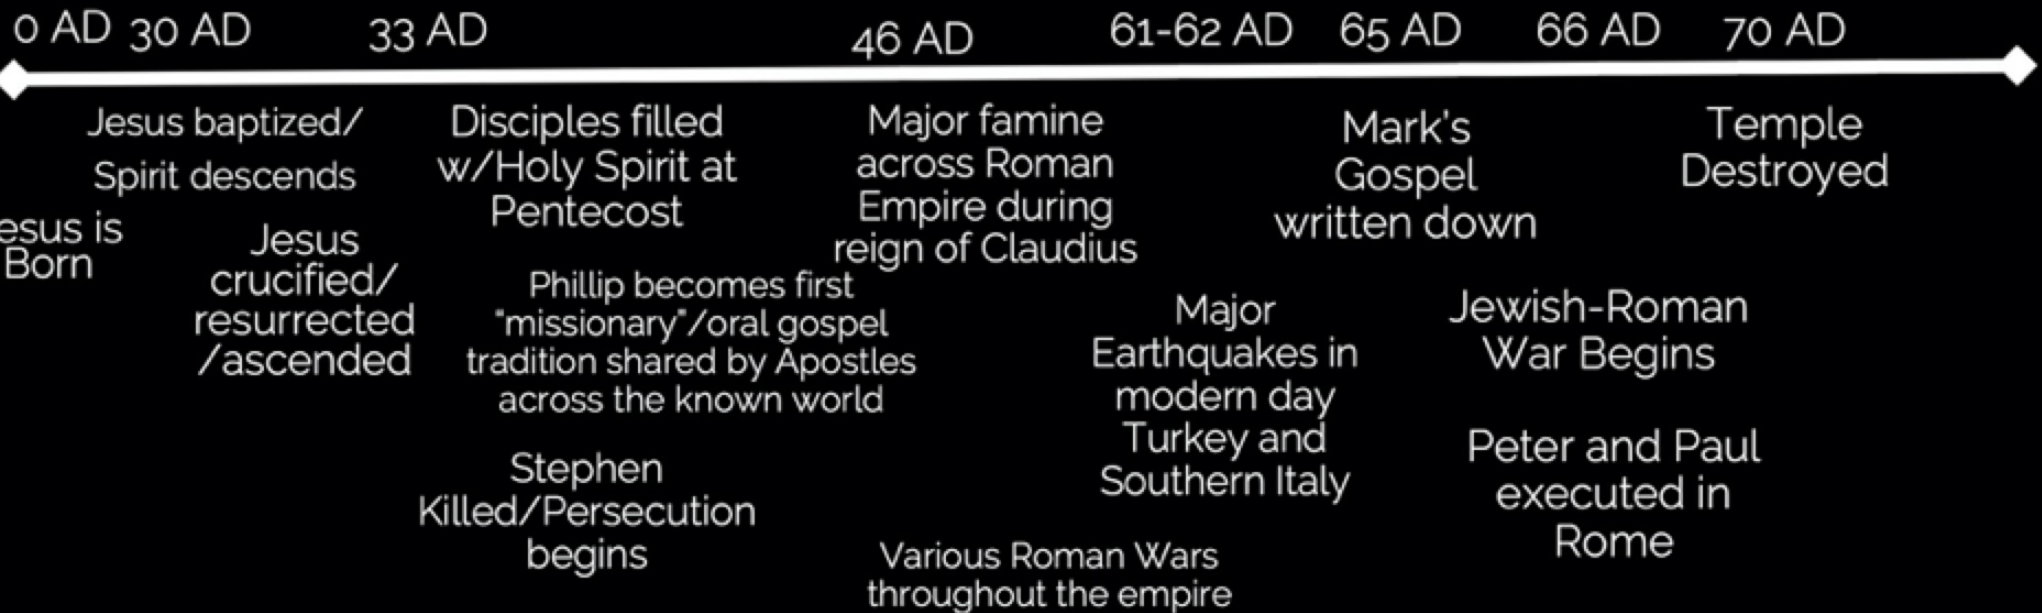 0 AD
30 AD
33 AD
46 AD
61-62 AD
65 AD
66 AD
70 AD
esus is
Born
Jesus baptized/
Spirit descends
Jesus
crucified/
resurrected
/ascended
Disciples filled
w/Holy Spirit at
Pentecost
Phillip becomes first
"missionary"/oral gospel
tradition shared by Apostles
across the known world
Stephen
Killed/Persecution
begins
Major famine
across Roman
Empire during
reign of Claudius
Various Roman Wars
throughout the empire
Major
Earthquakes in
modern day
Turkey and
Southern Italy
Mark's
Gospel
written down
Jewish-Roman
War Begins
Peter and Paul
executed in
Rome
Temple
Destroyed